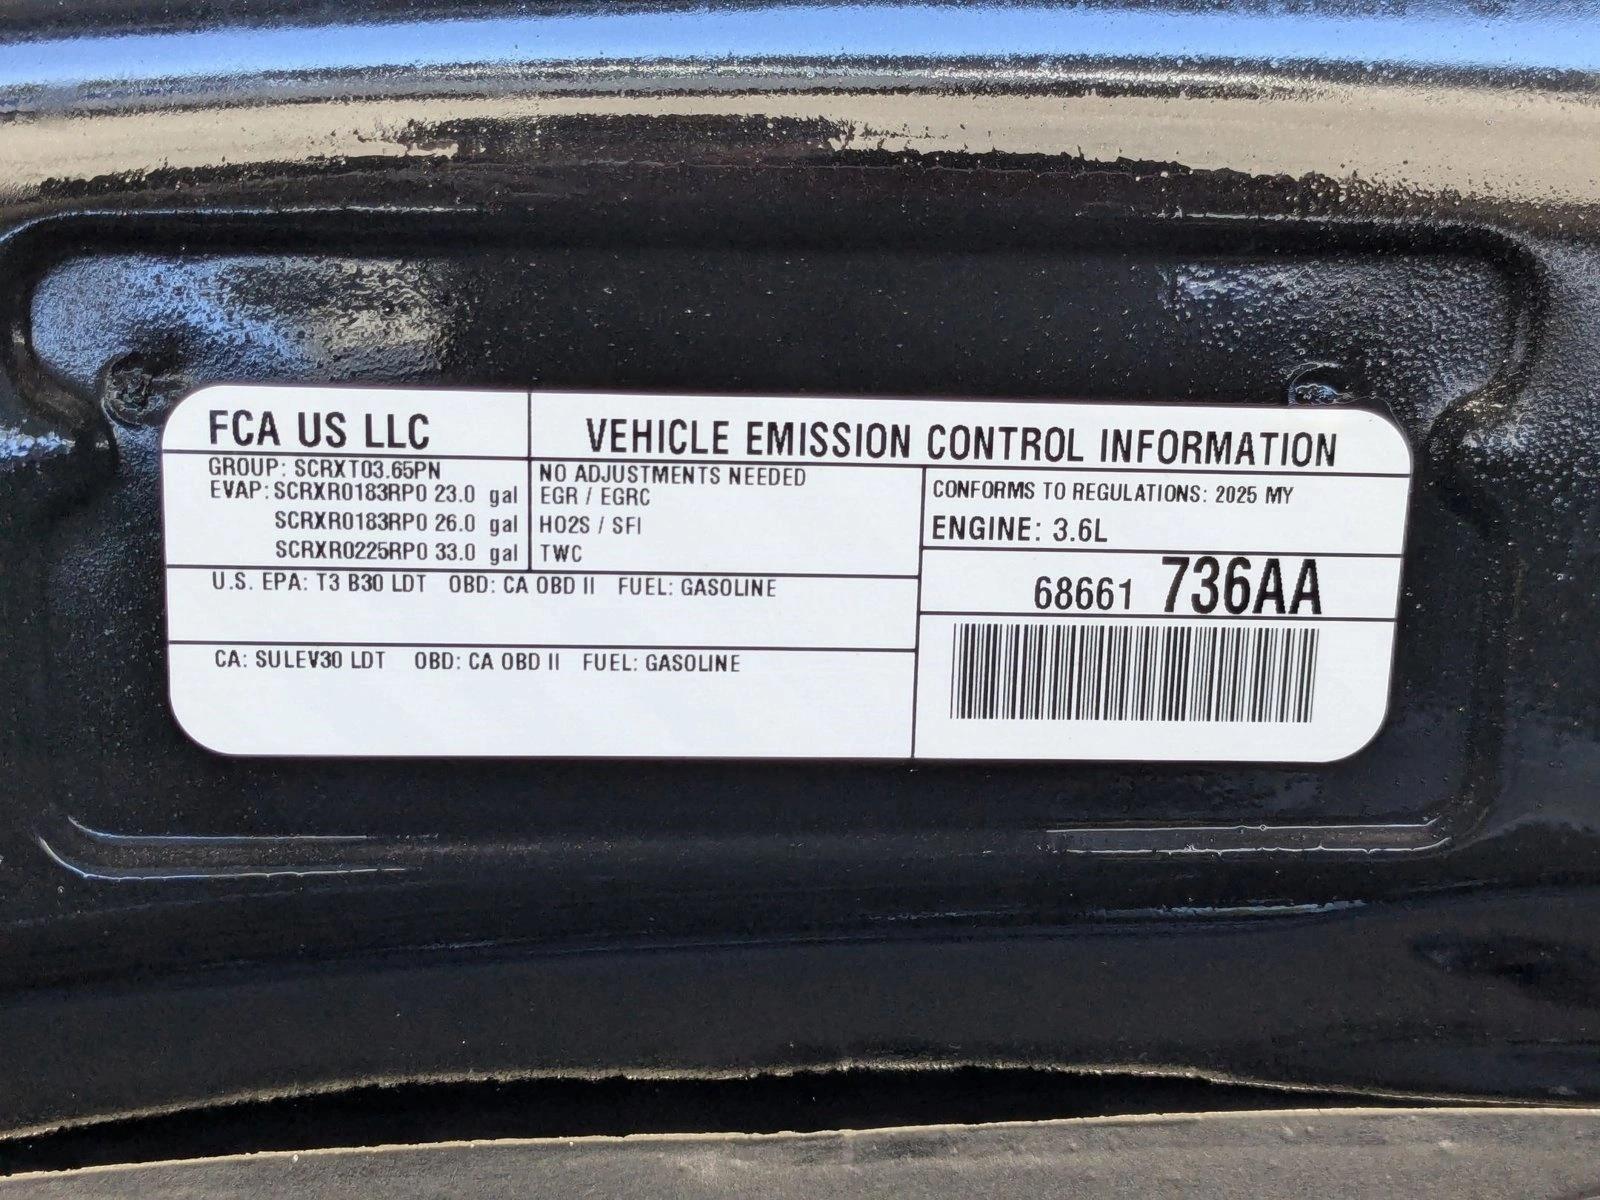 FCA US LLC
VEHICLE EMISSION CONTROL INFORMATION
GROUP: SCRXT03.65PN
EVAP: SCRXR0183RP0 23.0 gal
SCRXR0183RP0 26.0 gal
SCRXR0225RP0 33.0 gal
NO ADJUSTMENTS NEEDED
EGR / EGRC
HO2S / SFI
TWC
CONFORMS TO REGULATIONS: 2025 MY
ENGINE: 3.6L
68661 736AA
U.S. EPA: T3 B30 LDT OBD: CA OBD II FUEL: GASOLINE
CA: SULEV30 LDT OBD: CA OBD II FUEL: GASOLINE